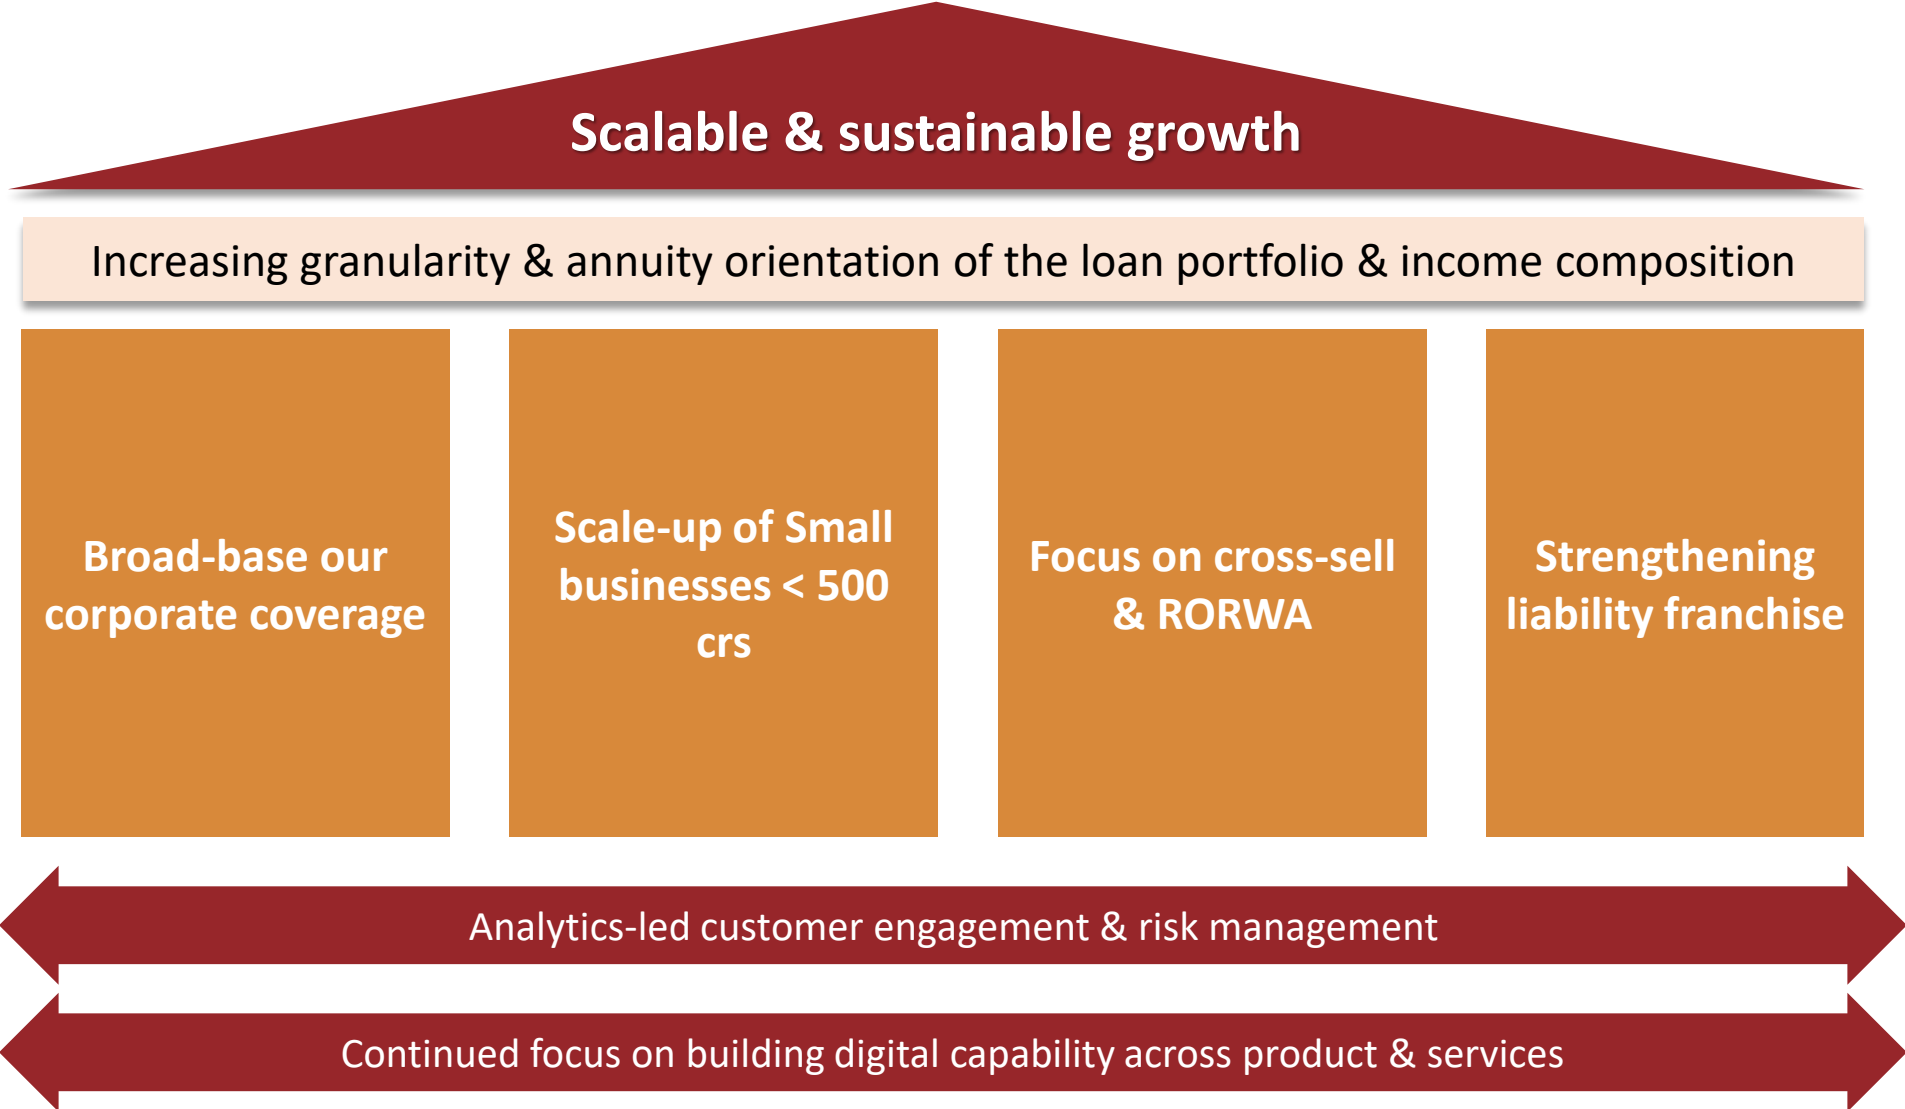 Scalable & sustainable growth
Increasing granularity & annuity orientation of the loan portfolio & income composition
Broad-base our
corporate coverage
Scale-up of Small
businesses < 500
crs
Focus on cross-sell
& RORWA
Strengthening
liability franchise
Analytics-led customer engagement & risk management
Continued focus on building digital capability across product & services